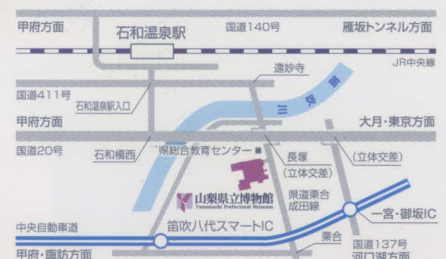 甲府方面
石和温泉駅
国道140号
雁坂トンネル方面
JR中央線
遠妙寺
国道411号
石和温泉駅入口
笛吹川
甲府方面
大月・東京方面
国道20号
石和橋西
県総合教育センター
長塚
(立体交差)
(立体交差)
山梨県立博物館
Yamanashi Prefectural Museum
県道栗合
成田線
一宮・御坂IC
中央自動車道
笛吹八代スマートIC
栗合
国道137号
甲府・諏訪方面
河口湖方面